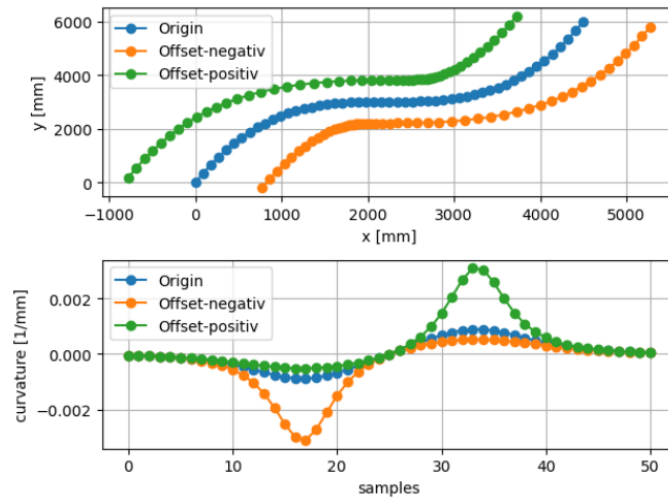 6000
4000
2000
0
y [mm]
Origin
Offset-negativ
Offset-positiv
−1000 0 1000 2000 3000 4000 5000
x [mm]
0.002
0.000
−0.002
curvature [1/mm]
Origin
Offset-negativ
Offset-positiv
0 10 20 30 40 50
samples